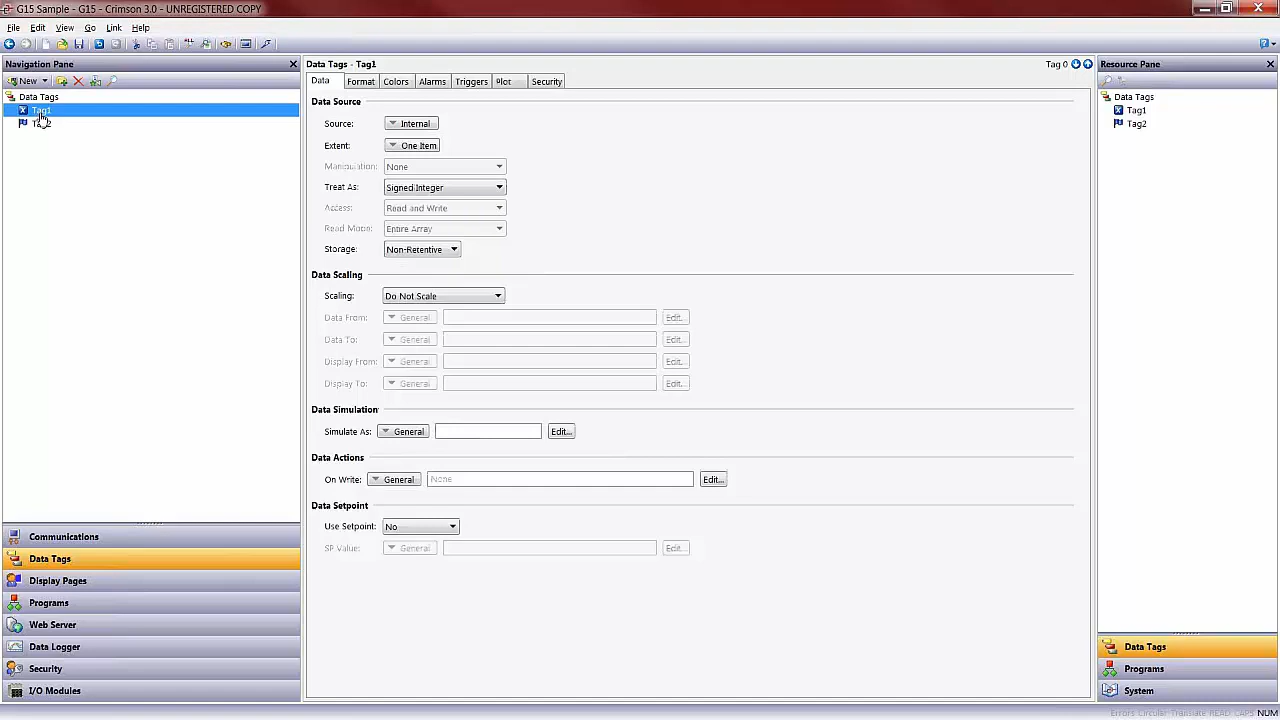 G15 Sample - G15 - Crimson 3.0 - UNREGISTERED COPY
File Edit View Go Link Help
Navigation Pane
New
Data Tags
Tag1
Data Tags - Tag1
Tag 0
Data Format Colors Alarms Triggers Plot Security
Data Source
Source: Internal
Extent: One Item
Manipulation: None
Treat As: Signed Integer
Access: Read and Write
Read Mode: Entire Array
Storage: Non-Retentive
Data Scaling
Scaling: Do Not Scale
Data From: General Edit...
Data To: General Edit...
Display From: General Edit...
Display To: General Edit...
Data Simulation
Simulate As: General Edit...
Data Actions
On Write: General None Edit...
Data Setpoint
Use Setpoint: No
SP Value: General Edit...
Communications
Data Tags
Display Pages
Programs
Web Server
Data Logger
Security
I/O Modules
Resource Pane
Data Tags
Tag1
Tag2
Data Tags
Programs
System
Errors Circular Translate READ CAPS NUM